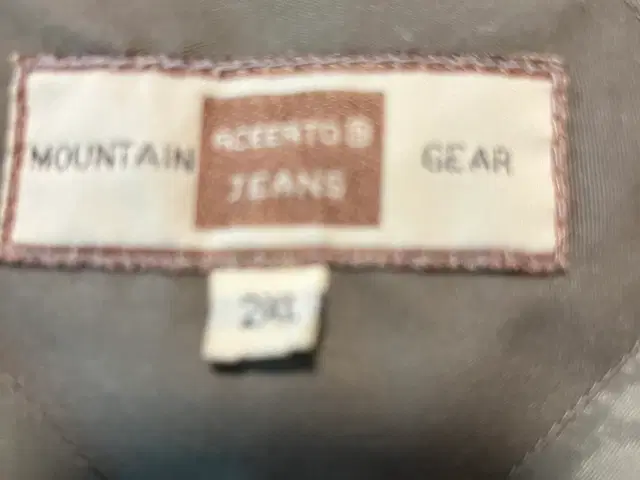 MOUNTAIN
ROBERTO B
JEANS
GEAR
2XL